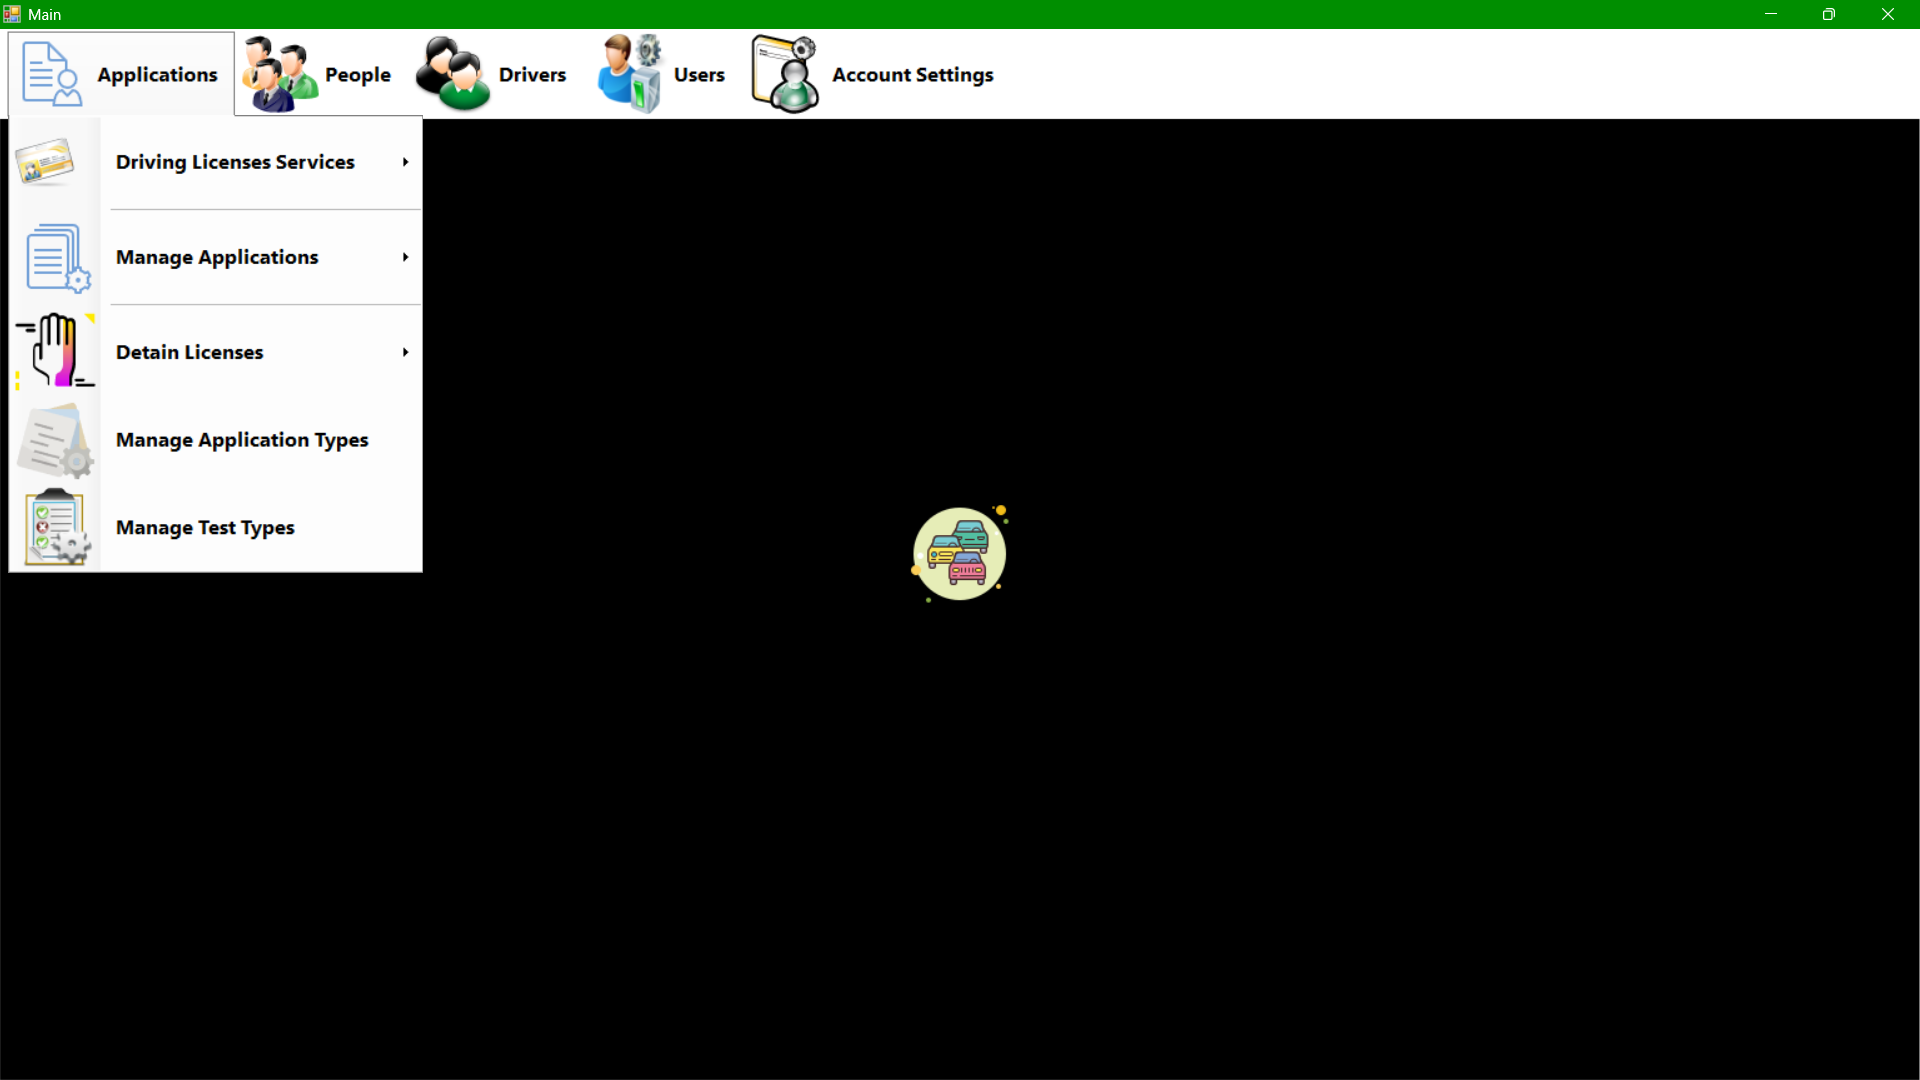 Main
Applications
People
Drivers
Users
Account Settings
Driving Licenses Services
Manage Applications
Detain Licenses
Manage Application Types
Manage Test Types